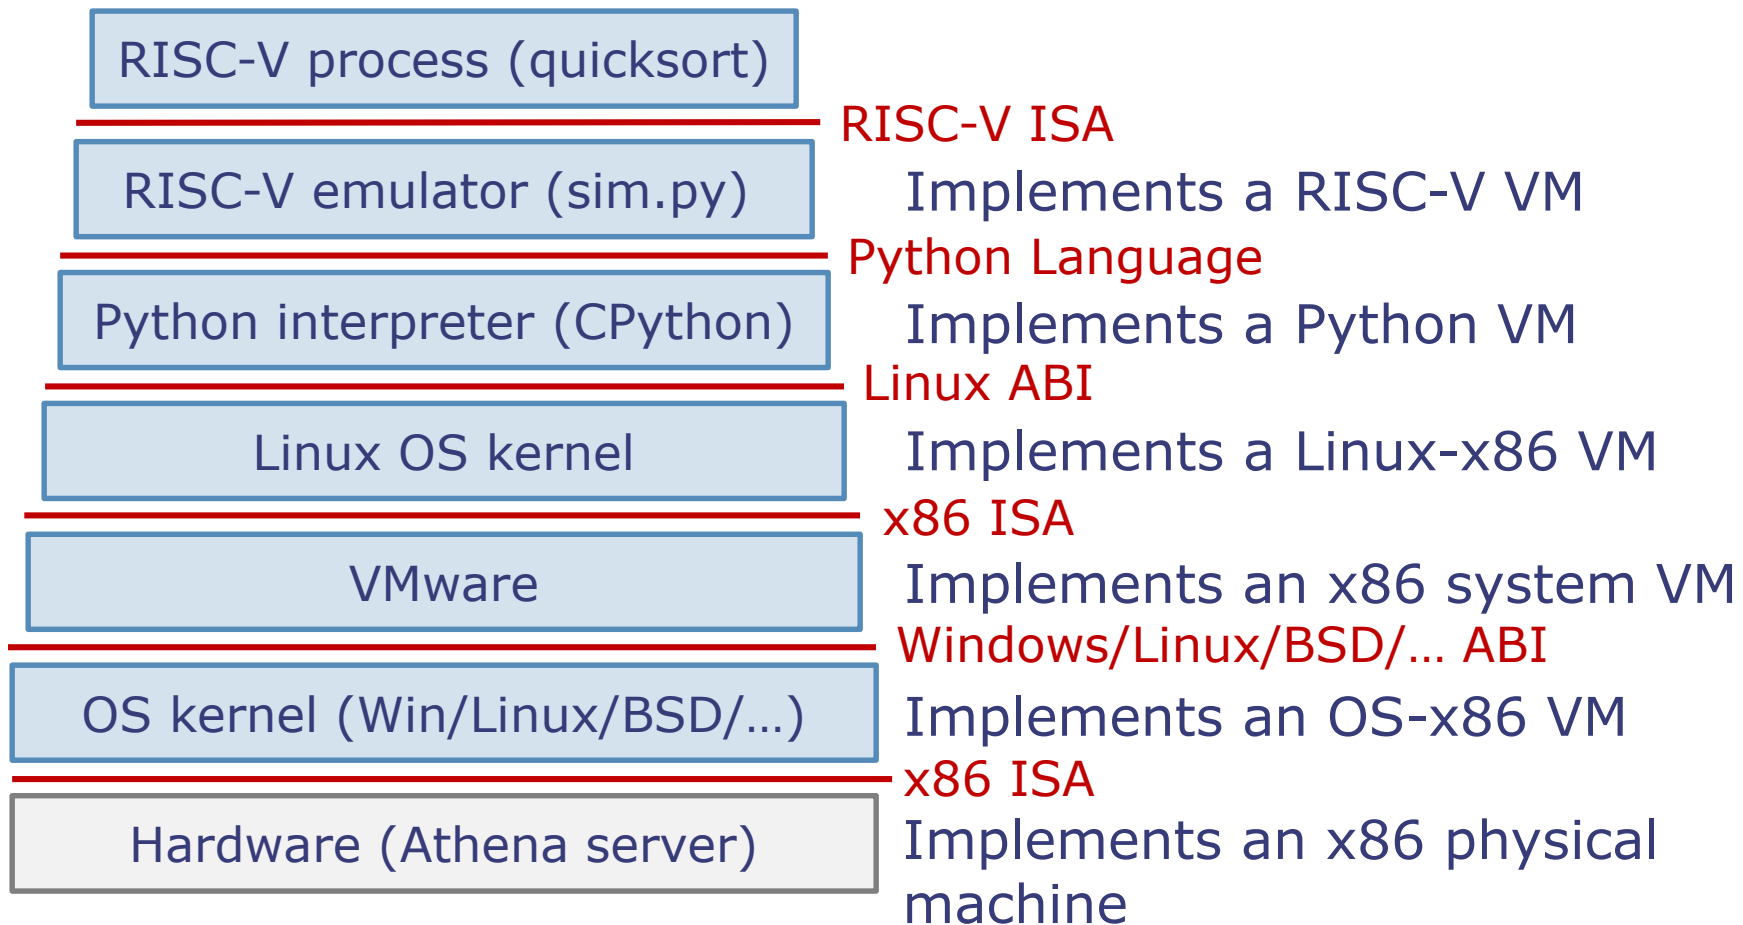 RISC-V process (quicksort)
RISC-V ISA
RISC-V emulator (sim.py)
Implements a RISC-V VM
Python Language
Python interpreter (CPython)
Implements a Python VM
Linux ABI
Linux OS kernel
Implements a Linux-x86 VM
x86 ISA
VMware
Implements an x86 system VM
Windows/Linux/BSD/… ABI
OS kernel (Win/Linux/BSD/…)
Implements an OS-x86 VM
x86 ISA
Hardware (Athena server)
Implements an x86 physical
machine